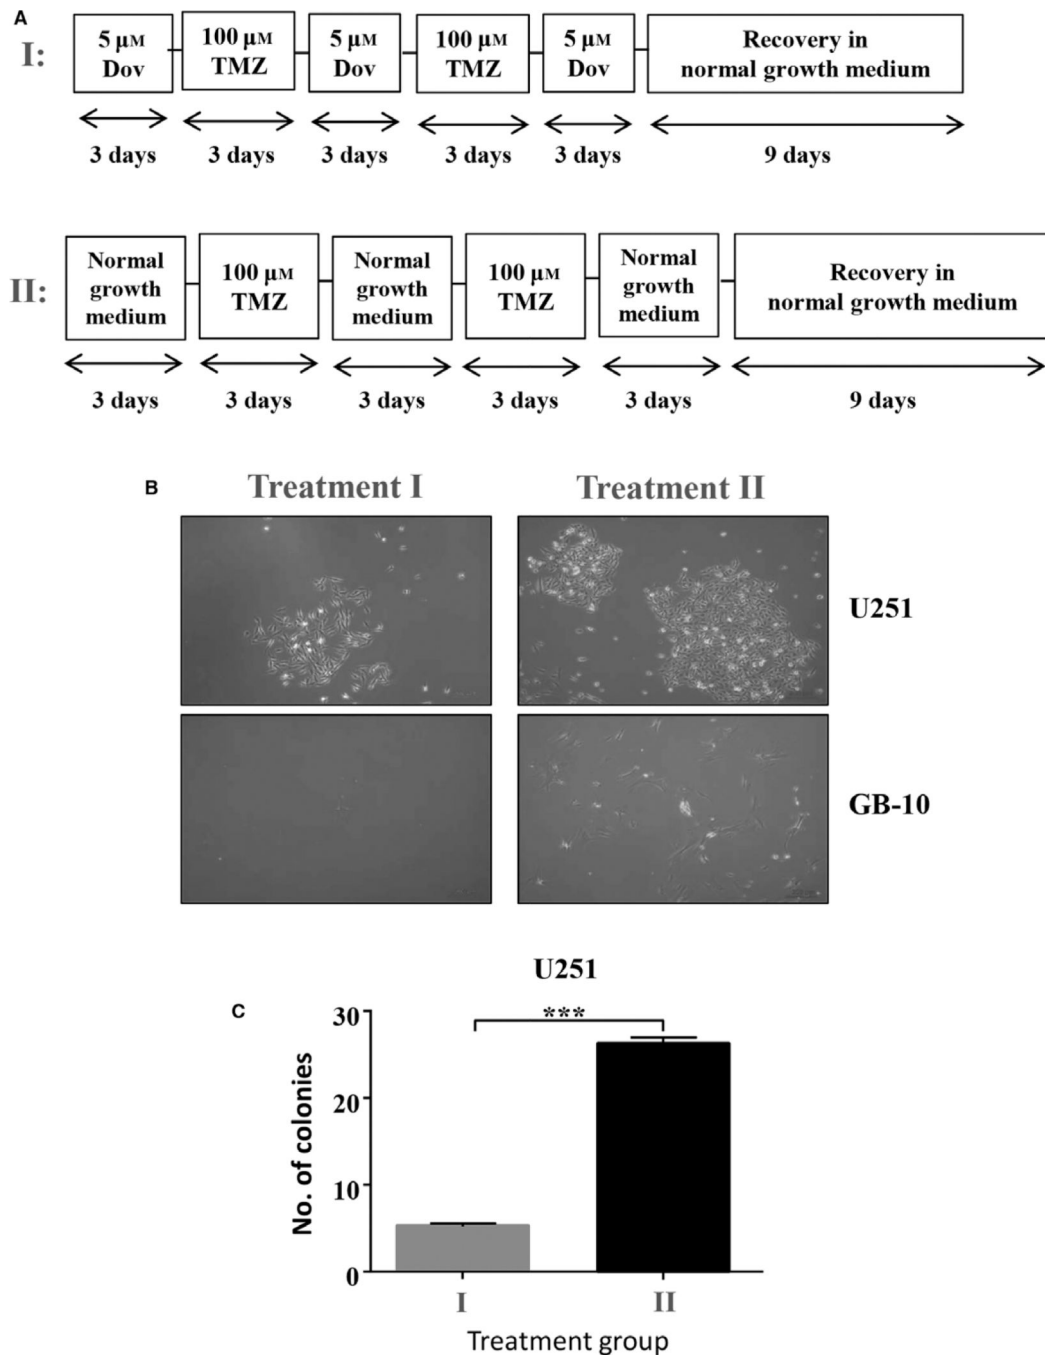 A
I:
5 μM
Dov
100 μM
TMZ
5 μM
Dov
100 μM
TMZ
5 μM
Dov
Recovery in
normal growth medium
3 days
3 days
3 days
3 days
3 days
9 days
II:
Normal
growth
medium
100 μM
TMZ
Normal
growth
medium
100 μM
TMZ
Normal
growth
medium
Recovery in
normal growth medium
3 days
3 days
3 days
3 days
3 days
9 days
B
Treatment I
Treatment II
U251
GB-10
U251
C
***
30
20
10
0
No. of colonies
I
II
Treatment group